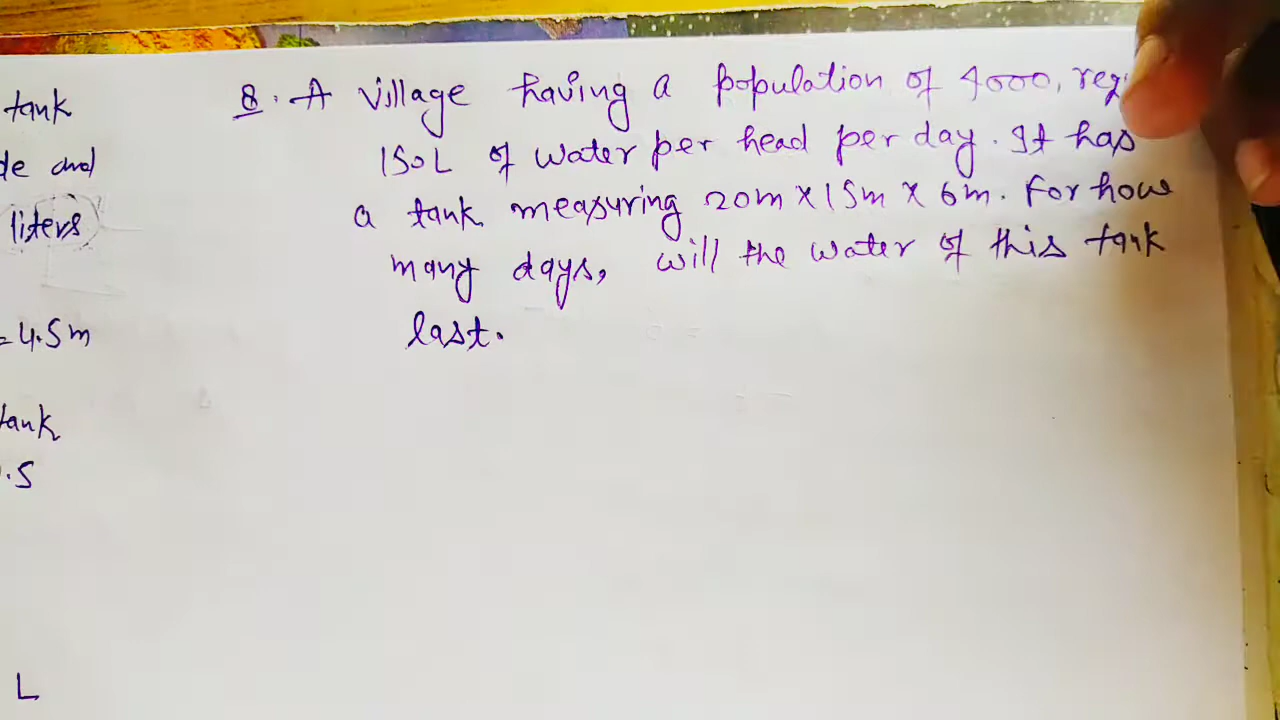 tank
de and
liters
= 4.5m
tank
.5
L
Q. A village having a population of 4000, req
150L of water per head per day. It has
a tank measuring 20m x 15m x 6m. For how
many days, will the water of this tank
last.